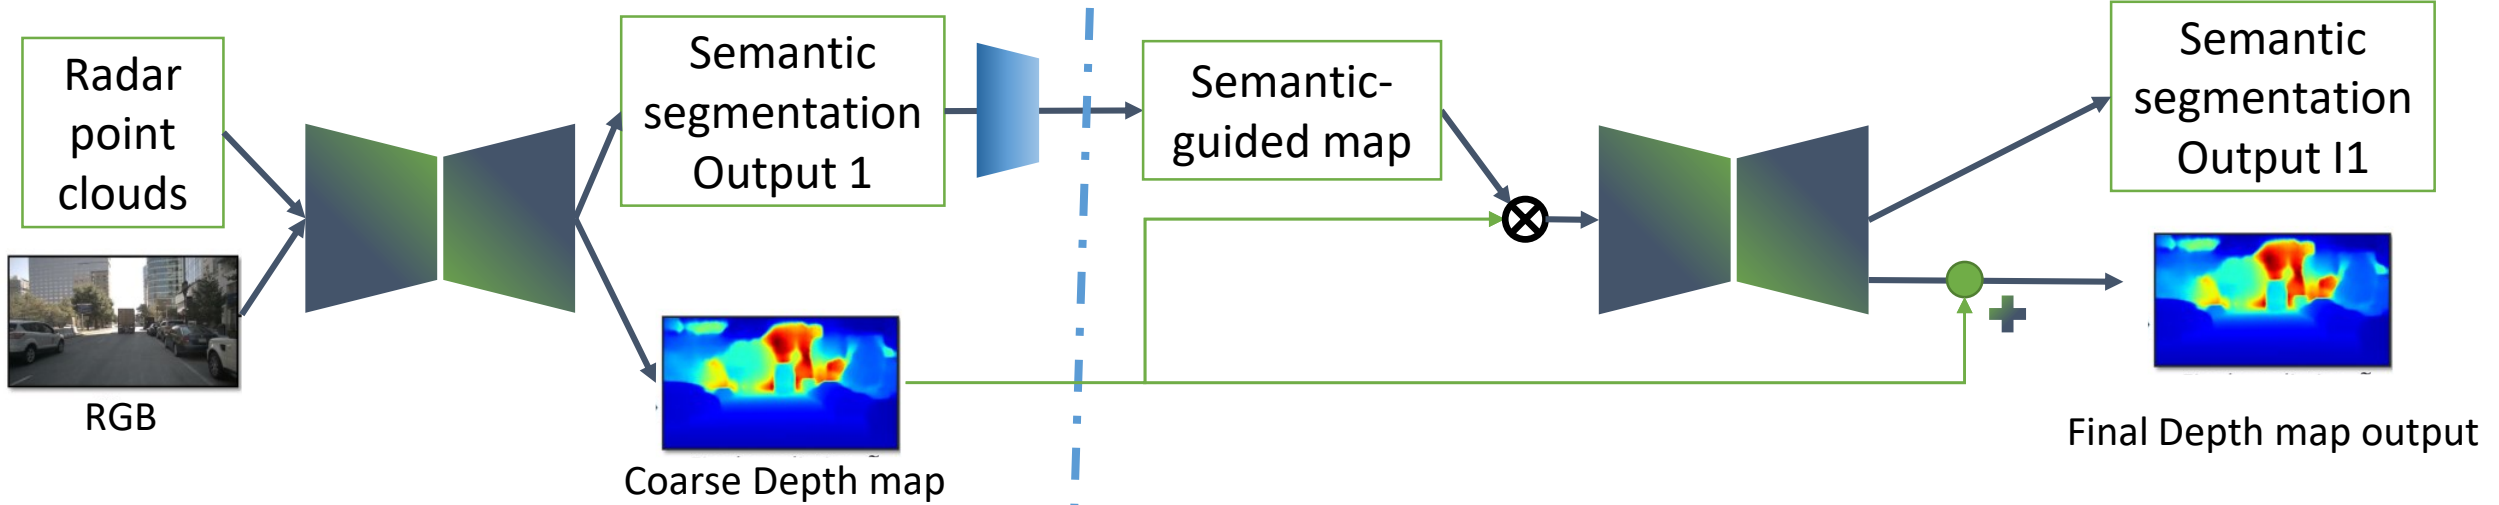 Radar
point
clouds
RGB
Semantic
segmentation
Output 1
Coarse Depth map
Semantic-
guided map
Semantic
segmentation
Output I1
Final Depth map output